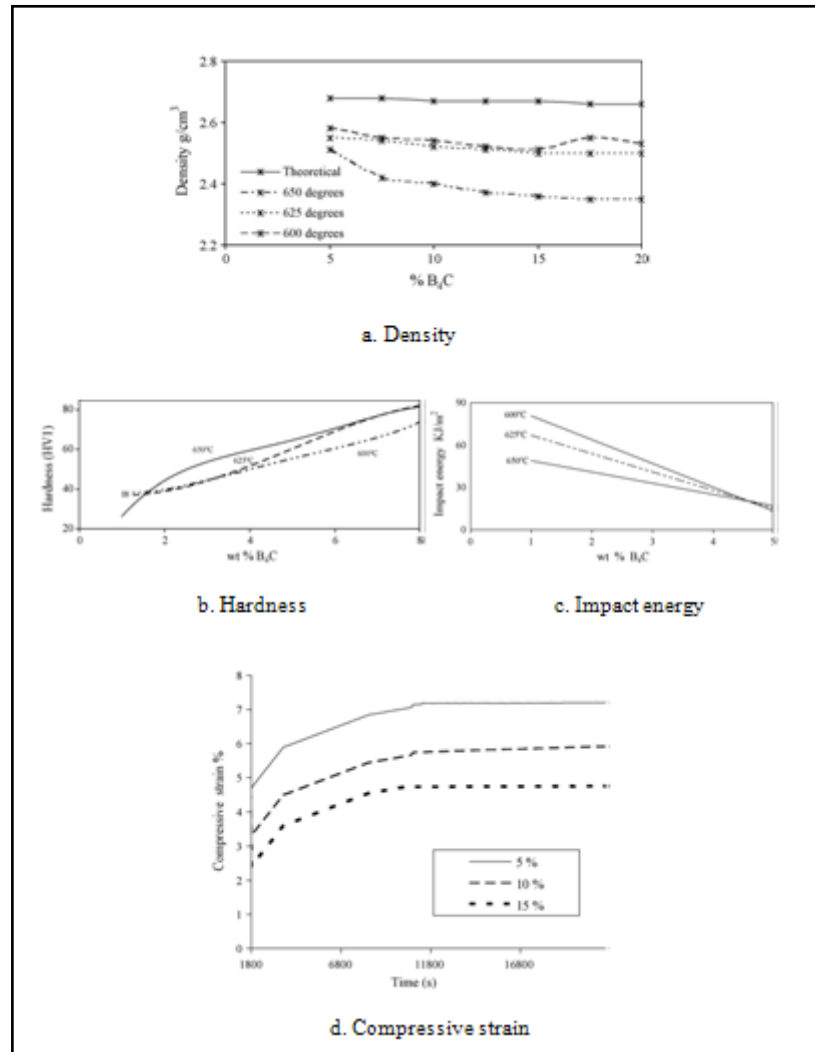 2.8
2.6
2.4
2.2
Density g/cm³
Theoretical
650 degrees
625 degrees
600 degrees
0 5 10 15 20
% B₄C
a. Density
80
60
40
20
Hardness (HV1)
650°C
625°C
600°C
0 2 4 6 8
wt % B₄C
b. Hardness
90
60
30
0
Impact energy KJ/m²
600°C
625°C
650°C
0 1 2 3 4 5
wt % B₄C
c. Impact energy
8
7
6
5
4
3
2
1
0
Compressive strain %
5 %
10 %
15 %
1800 6800 11800 16800
Time (s)
d. Compressive strain